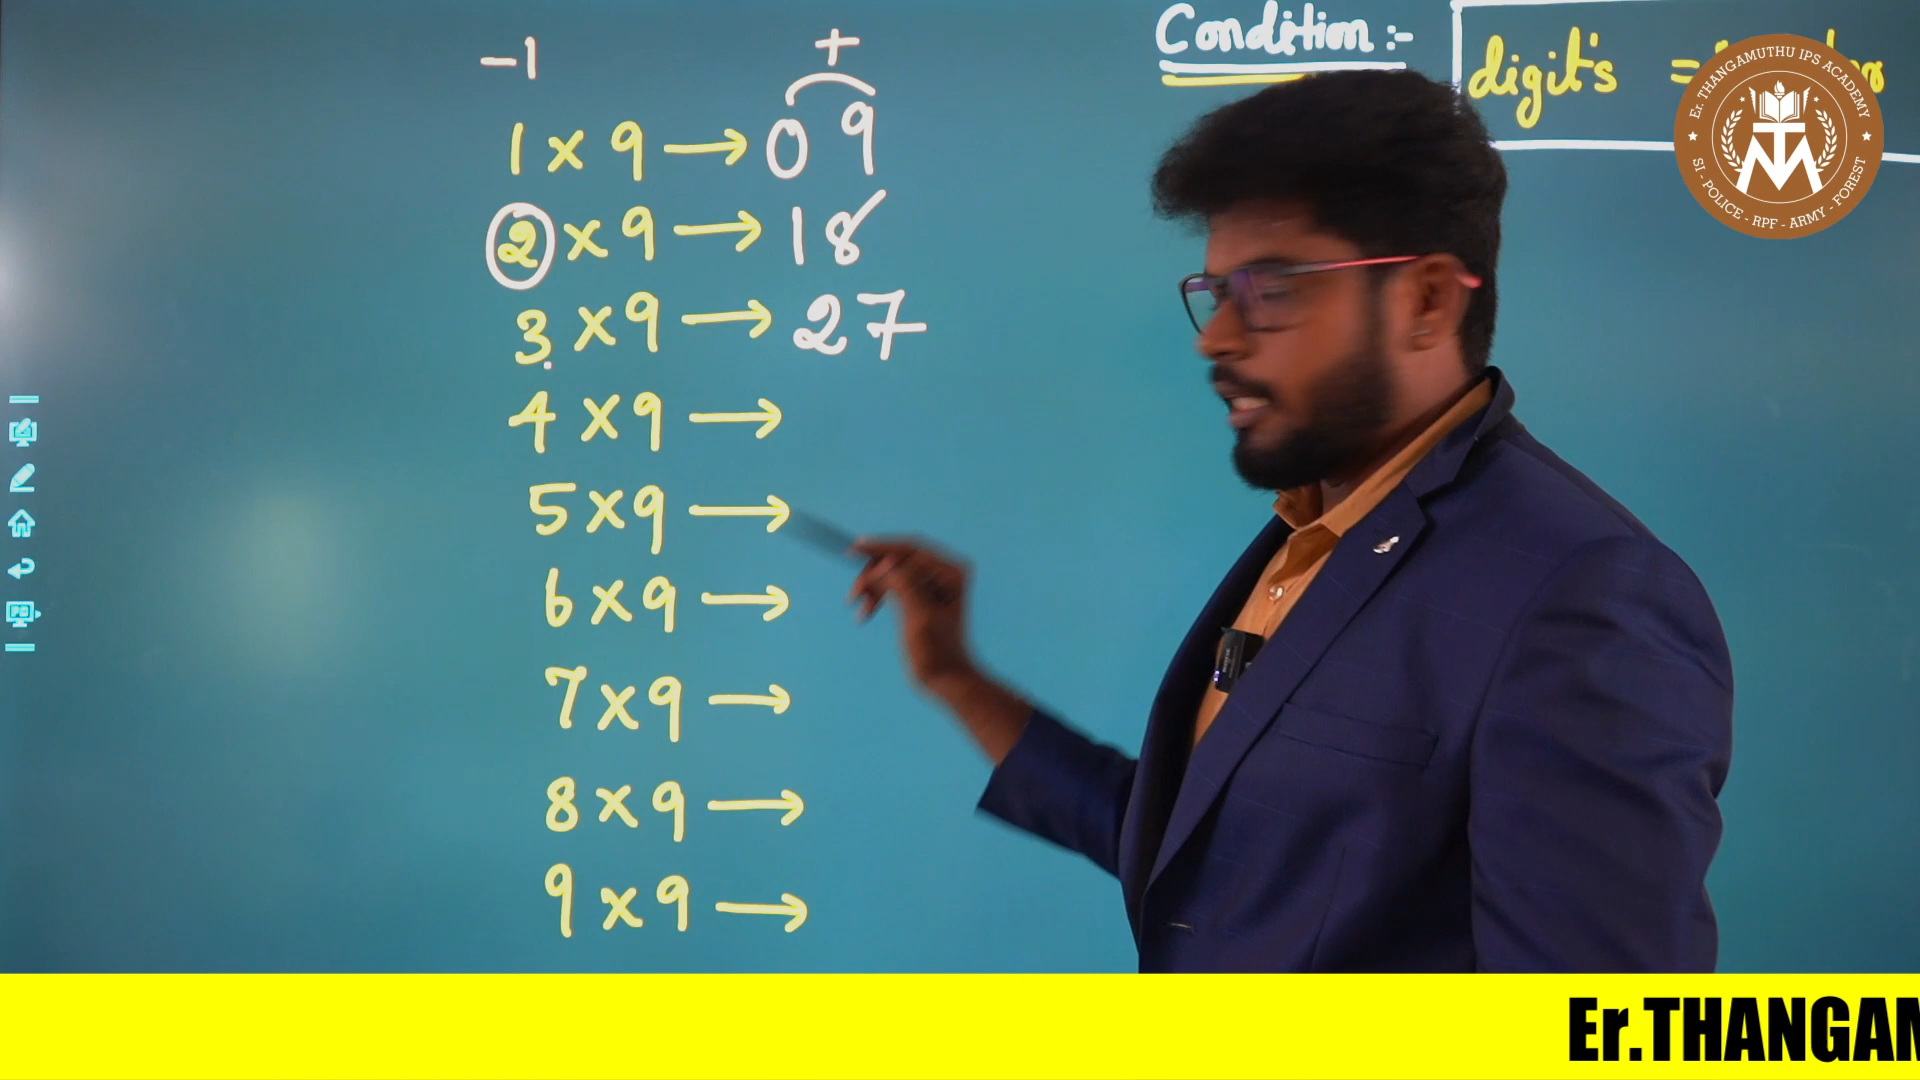 -1 +
Condition :-
digit's =
1 × 9 → 09
2 × 9 → 18
3 × 9 → 27
4 × 9 →
5 × 9 →
6 × 9 →
7 × 9 →
8 × 9 →
9 × 9 →
Er. THANGAMUTHU IPS ACADEMY
SI - POLICE - RPF - ARMY - FOREST
Er.THANGAM